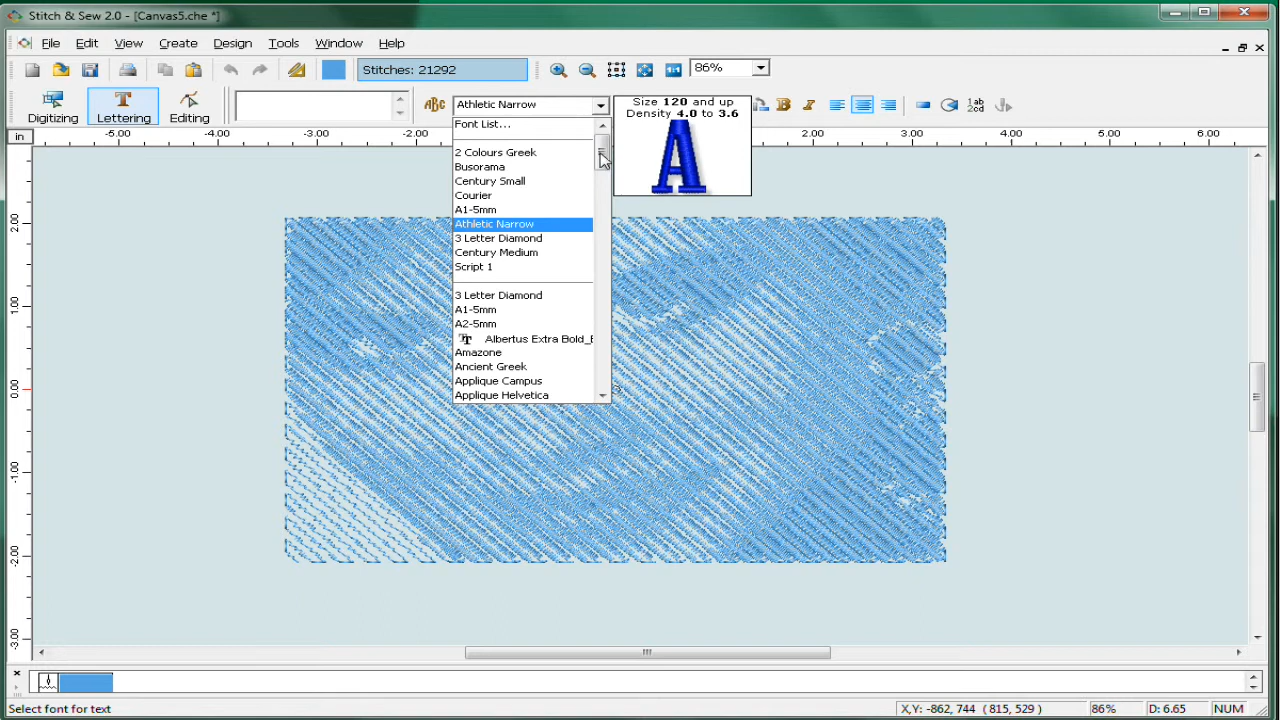 Stitch & Sew 2.0 - [Canvas5.che *]
File Edit View Create Design Tools Window Help
Stitches: 21292
86%
Digitizing Lettering Editing
ABC
Athletic Narrow
1ab
2cd
Size 120 and up
Density 4.0 to 3.6
A
in
-5.00 -4.00 -3.00 -2.00 2.00 3.00 4.00 5.00 6.00
2.00
1.00
0.00
-1.00
-2.00
-3.00
Font List...
2 Colours Greek
Busorama
Century Small
Courier
A1-5mm
Athletic Narrow
3 Letter Diamond
Century Medium
Script 1
3 Letter Diamond
A1-5mm
A2-5mm
Albertus Extra Bold_
Amazone
Ancient Greek
Applique Campus
Applique Helvetica
Select font for text
X,Y: -862, 744 ( 815, 529 ) 86% D: 6.65 NUM